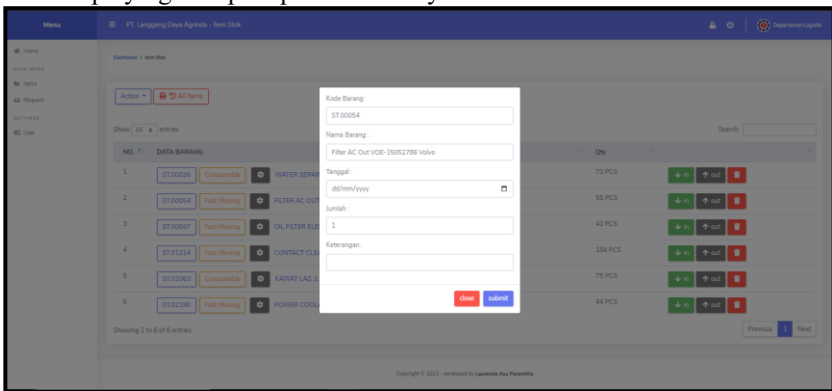 Menu
PT. Langgeng Daya Agrindo - Item Stok
Departemen Logistik
Home
Dashboard / Item Stok
MAIN MENU
Items
Request
SETTINGS
User
Action
All Items
Show 10 entries
Search:
NO.
DATA BARANG
Qty
1
ST.00036
Consumable
WATER SEPAR
72 PCS
in
out
2
ST.00054
Fast Moving
FILTER AC OUT
55 PCS
in
out
3
Fast Moving
OIL FILTER ELE
42 PCS
in
out
4
ST.01214
Fast Moving
CONTACT CLE
158 PCS
in
out
5
ST.02063
Consumable
KAWAT LAS 3.
75 PCS
in
out
6
ST.02290
Fast Moving
POWER COOL
44 PCS
in
out
Showing 1 to 6 of 6 entries
Previous
1
Next
Kode Barang :
ST.00054
Nama Barang :
Filter AC Out VOE-15052786 Volvo
Tanggal :
dd/mm/yyyy
Jumlah :
1
Keterangan :
close
submit